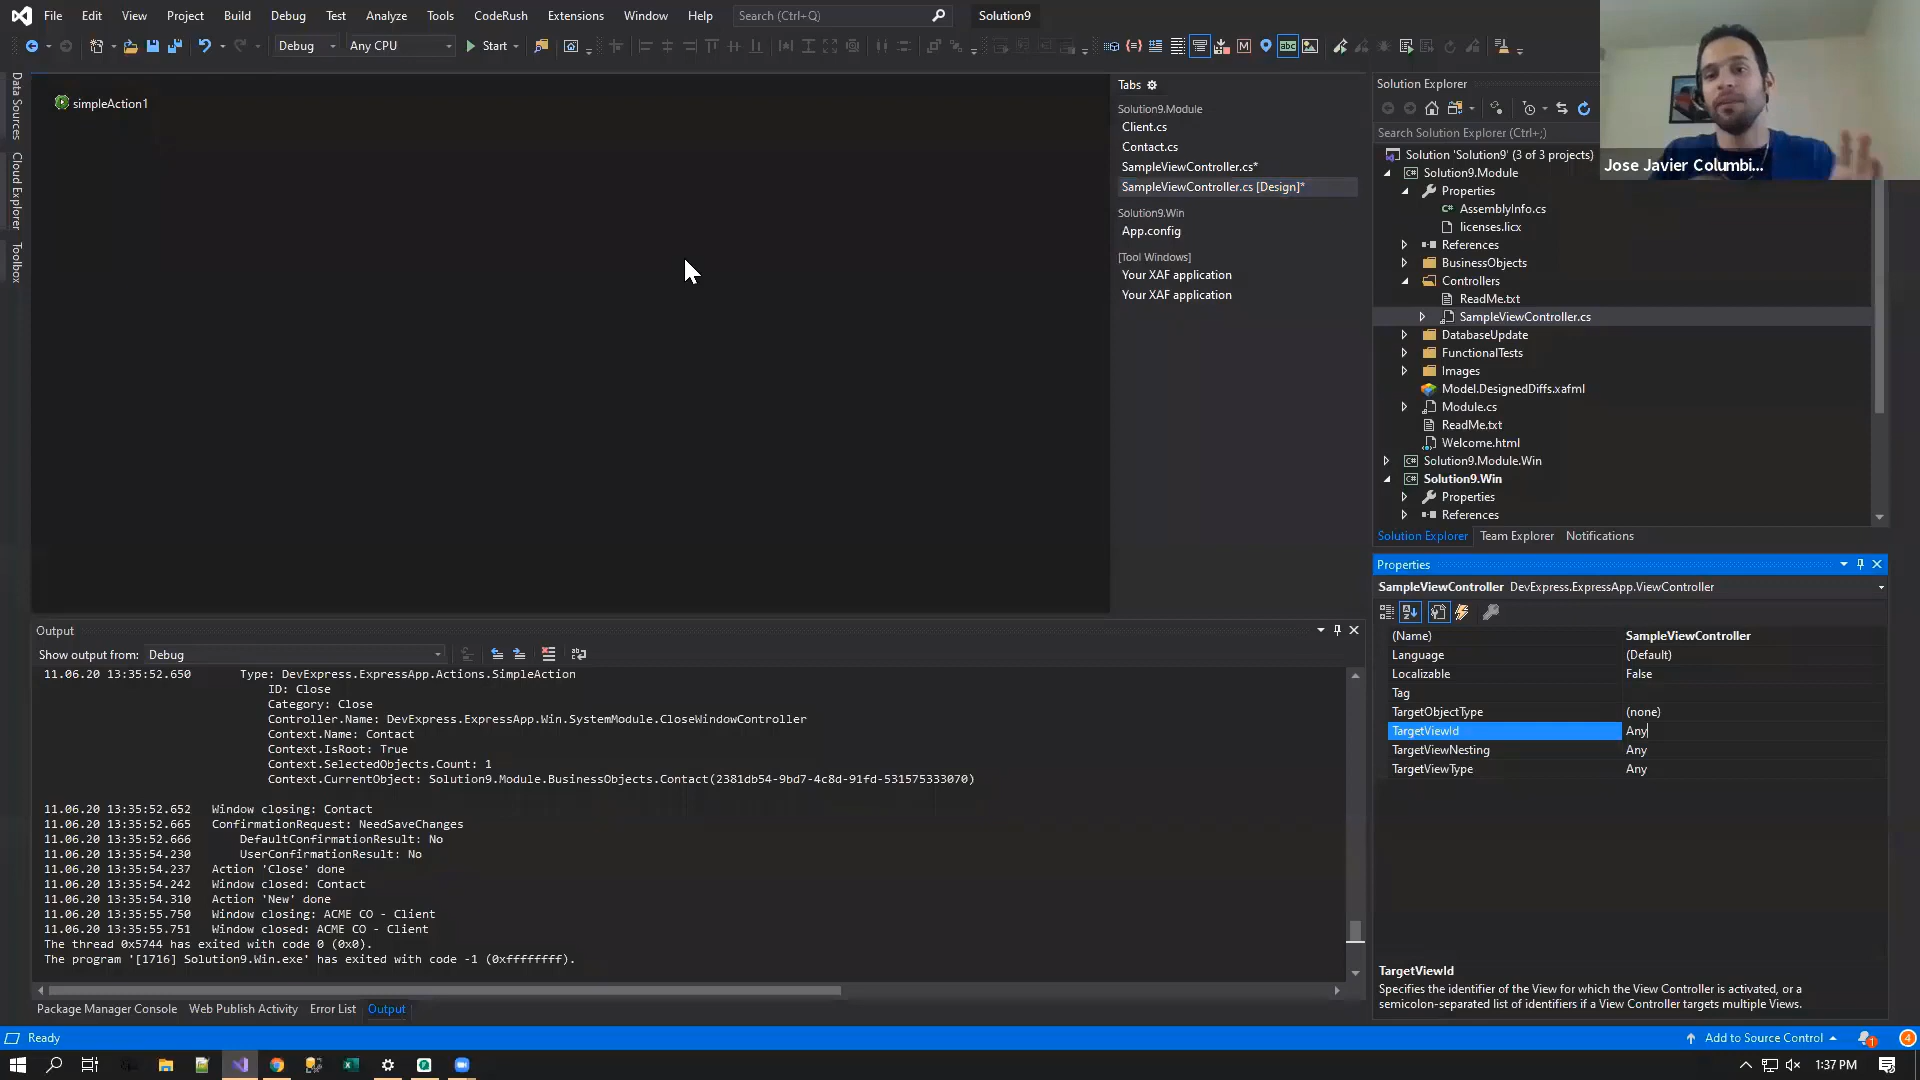 File Edit View Project Build Debug Test Analyze Tools CodeRush Extensions Window Help Search (Ctrl+Q) Solution9
Debug Any CPU Start
Data Sources
Cloud Explorer
Toolbox
simpleAction1
Tabs
Solution9.Module
Client.cs
Contact.cs
SampleViewController.cs*
SampleViewController.cs [Design]*
Solution9.Win
App.config
[Tool Windows]
Your XAF application
Your XAF application
Solution Explorer
Search Solution Explorer (Ctrl+;)
Solution 'Solution9' (3 of 3 projects)
Solution9.Module
Properties
AssemblyInfo.cs
licenses.licx
References
BusinessObjects
Controllers
ReadMe.txt
SampleViewController.cs
DatabaseUpdate
FunctionalTests
Images
Model.DesignedDiffs.xafml
Module.cs
ReadMe.txt
Welcome.html
Solution9.Module.Win
Solution9.Win
Properties
References
Solution Explorer Team Explorer Notifications
Jose Javier Columbi...
Output
Show output from: Debug
11.06.20 13:35:52.650 Type: DevExpress.ExpressApp.Actions.SimpleAction
ID: Close
Category: Close
Controller.Name: DevExpress.ExpressApp.Win.SystemModule.CloseWindowController
Context.Name: Contact
Context.IsRoot: True
Context.SelectedObjects.Count: 1
Context.CurrentObject: Solution9.Module.BusinessObjects.Contact(2381db54-9bd7-4c8d-91fd-531575333070)
11.06.20 13:35:52.652 Window closing: Contact
11.06.20 13:35:52.665 ConfirmationRequest: NeedSaveChanges
11.06.20 13:35:52.666 DefaultConfirmationResult: No
11.06.20 13:35:54.230 UserConfirmationResult: No
11.06.20 13:35:54.237 Action 'Close' done
11.06.20 13:35:54.242 Window closed: Contact
11.06.20 13:35:54.310 Action 'New' done
11.06.20 13:35:55.750 Window closing: ACME CO - Client
11.06.20 13:35:55.751 Window closed: ACME CO - Client
The thread 0x5744 has exited with code 0 (0x0).
The program '[1716] Solution9.Win.exe' has exited with code -1 (0xffffffff).
Package Manager Console Web Publish Activity Error List Output
Properties
SampleViewController DevExpress.ExpressApp.ViewController
(Name) SampleViewController
Language (Default)
Localizable False
Tag
TargetObjectType (none)
TargetViewId Any
TargetViewNesting Any
TargetViewType Any
TargetViewId
Specifies the identifier of the View for which the View Controller is activated, or a
semicolon-separated list of identifiers if a View Controller targets multiple Views.
Ready Add to Source Control 1 4
1:37 PM